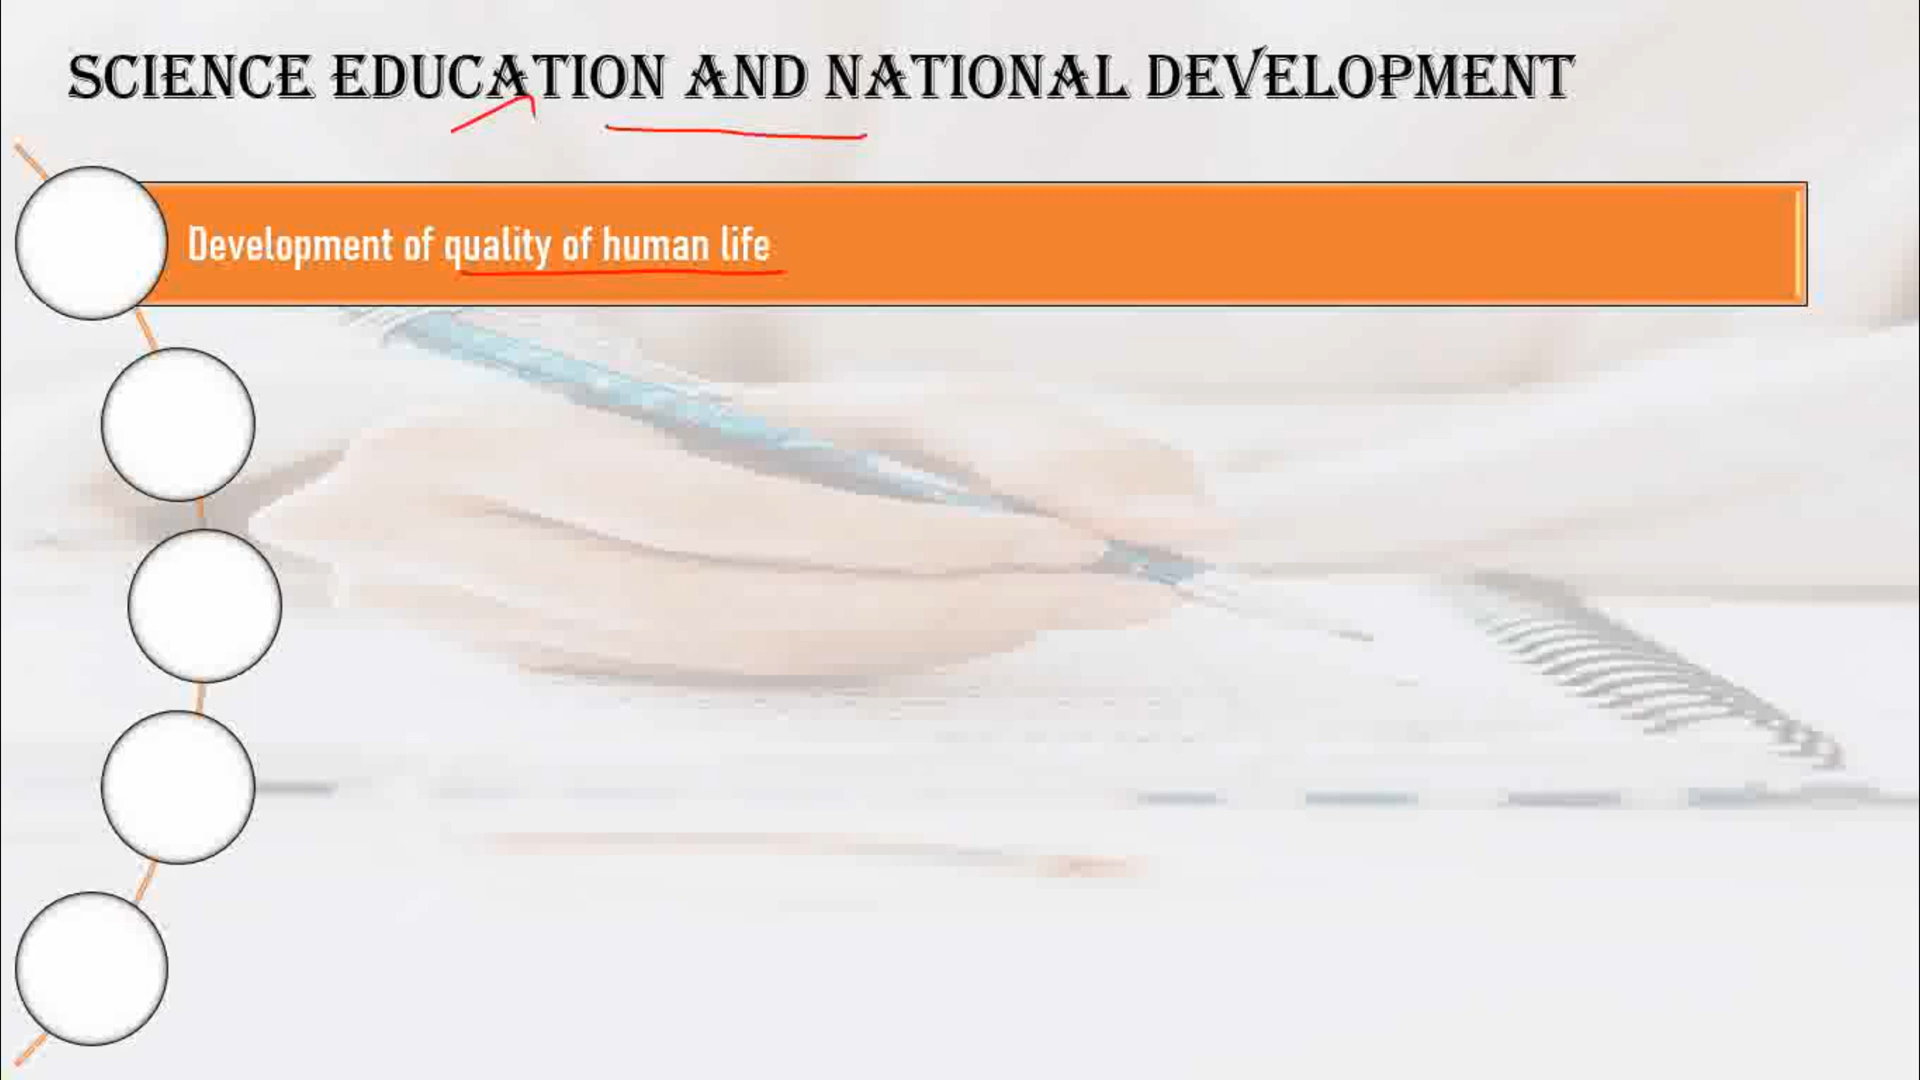 SCIENCE EDUCATION AND NATIONAL DEVELOPMENT
Development of quality of human life